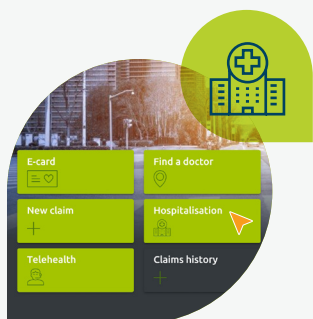 E-card
Find a doctor
New claim
Hospitalisation
Telehealth
Claims history